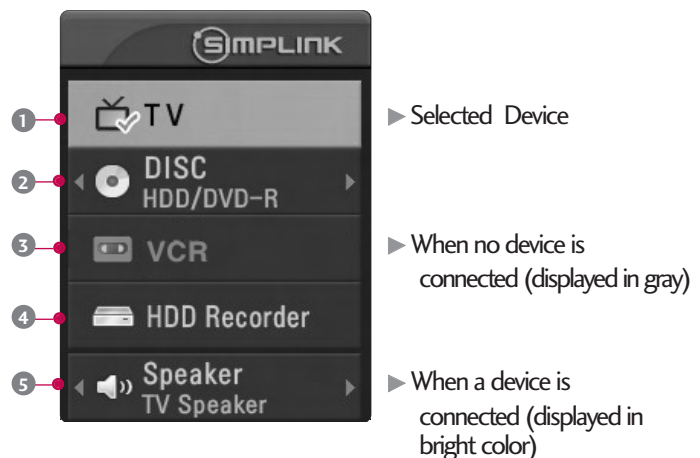 SIMPLINK
1 TV ▶ Selected Device
2 ◀ DISC ▶
HDD/DVD-R
3 VCR ▶ When no device is
connected (displayed in gray)
4 HDD Recorder
5 ◀ Speaker ▶ ▶ When a device is
TV Speaker connected (displayed in
bright color)